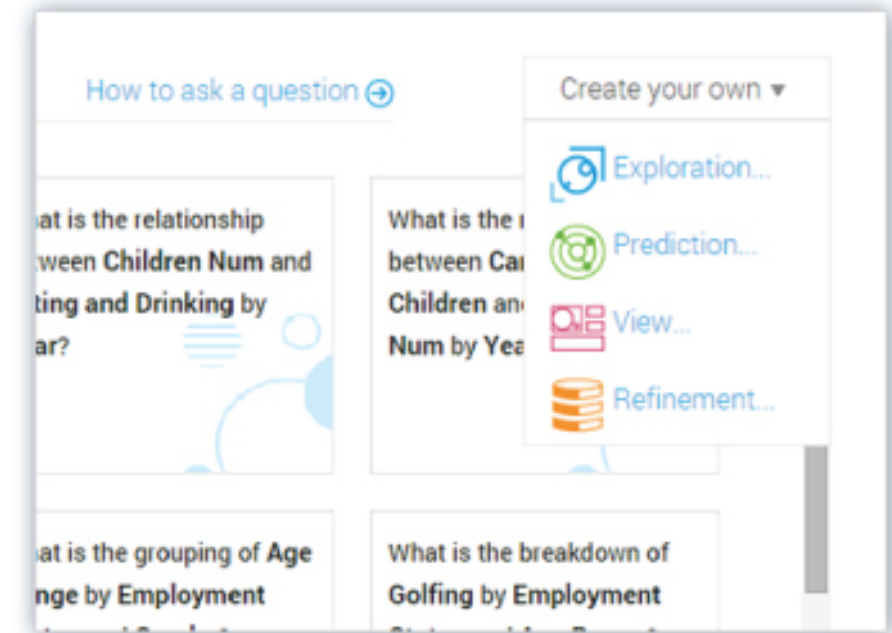 How to ask a question
Create your own
Exploration...
Prediction...
View...
Refinement...
at is the relationship
ween Children Num and
ting and Drinking by
ar?
What is the
between Car
Children an
Num by Yea
at is the grouping of Age
nge by Employment
What is the breakdown of
Golfing by Employment